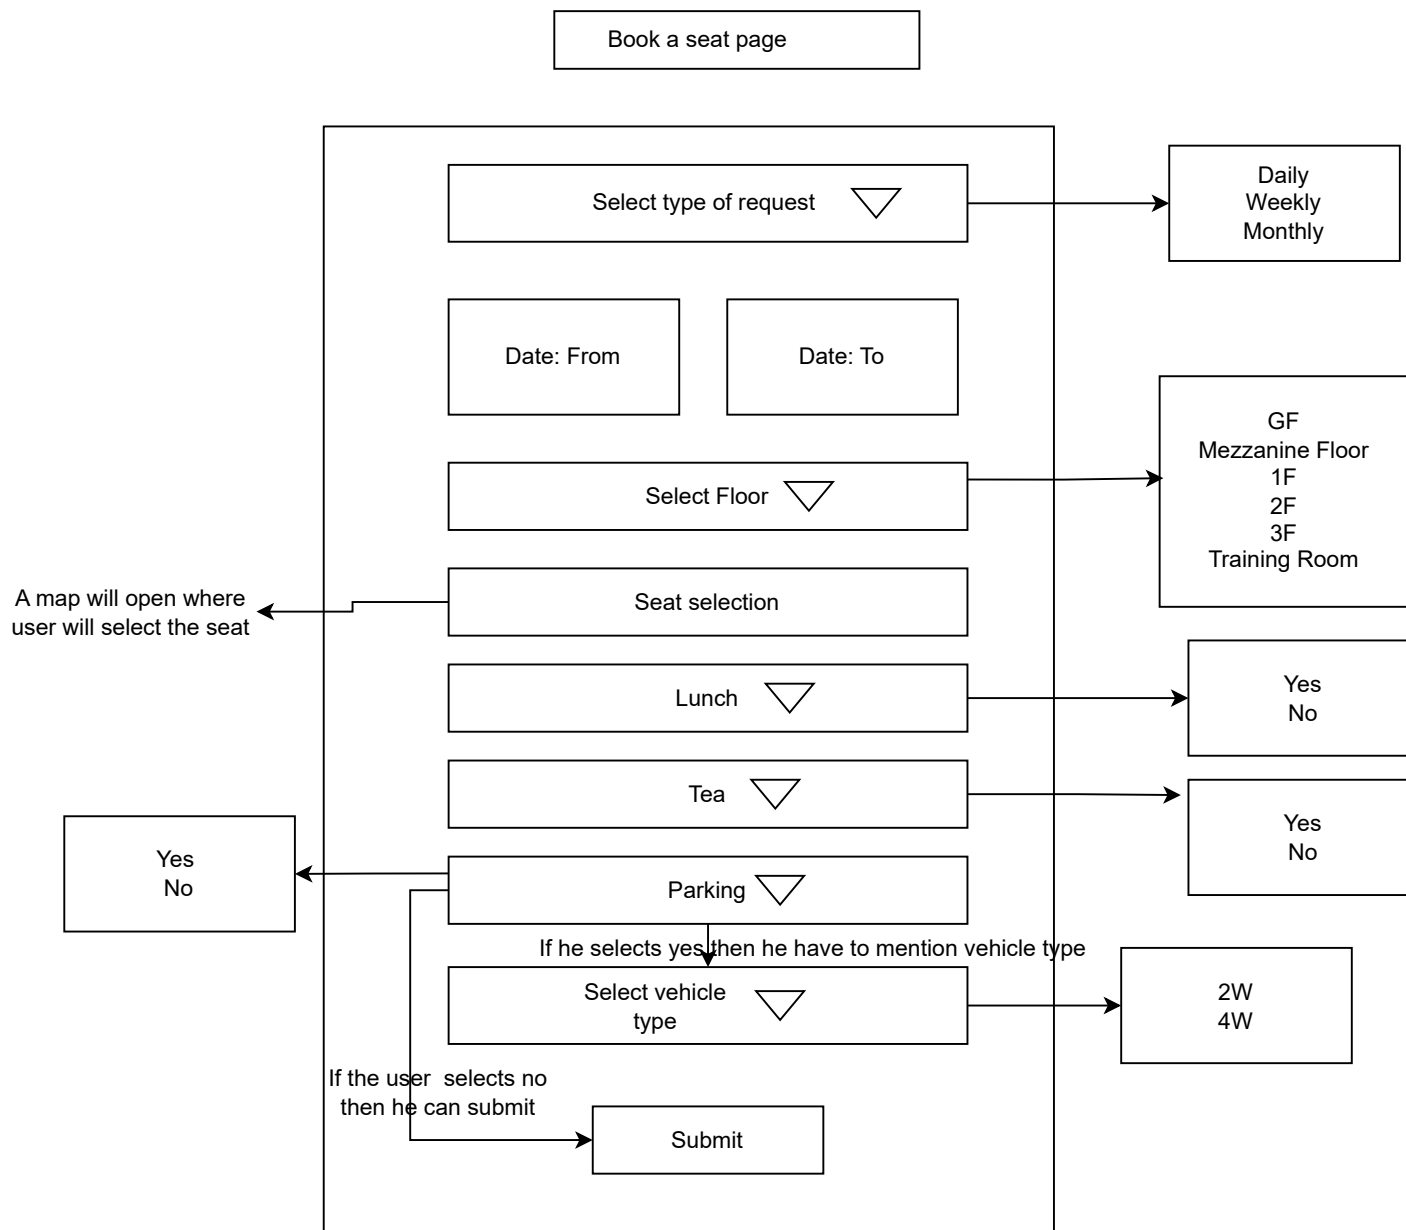 Book a seat page
Select type of request
Daily
Weekly
Monthly
Date: From
Date: To
GF
Mezzanine Floor
1F
2F
3F
Training Room
Select Floor
A map will open where
user will select the seat
Seat selection
Lunch
Yes
No
Tea
Yes
No
Yes
No
Parking
If he selects yes then he have to mention vehicle type
Select vehicle
type
2W
4W
If the user selects no
then he can submit
Submit